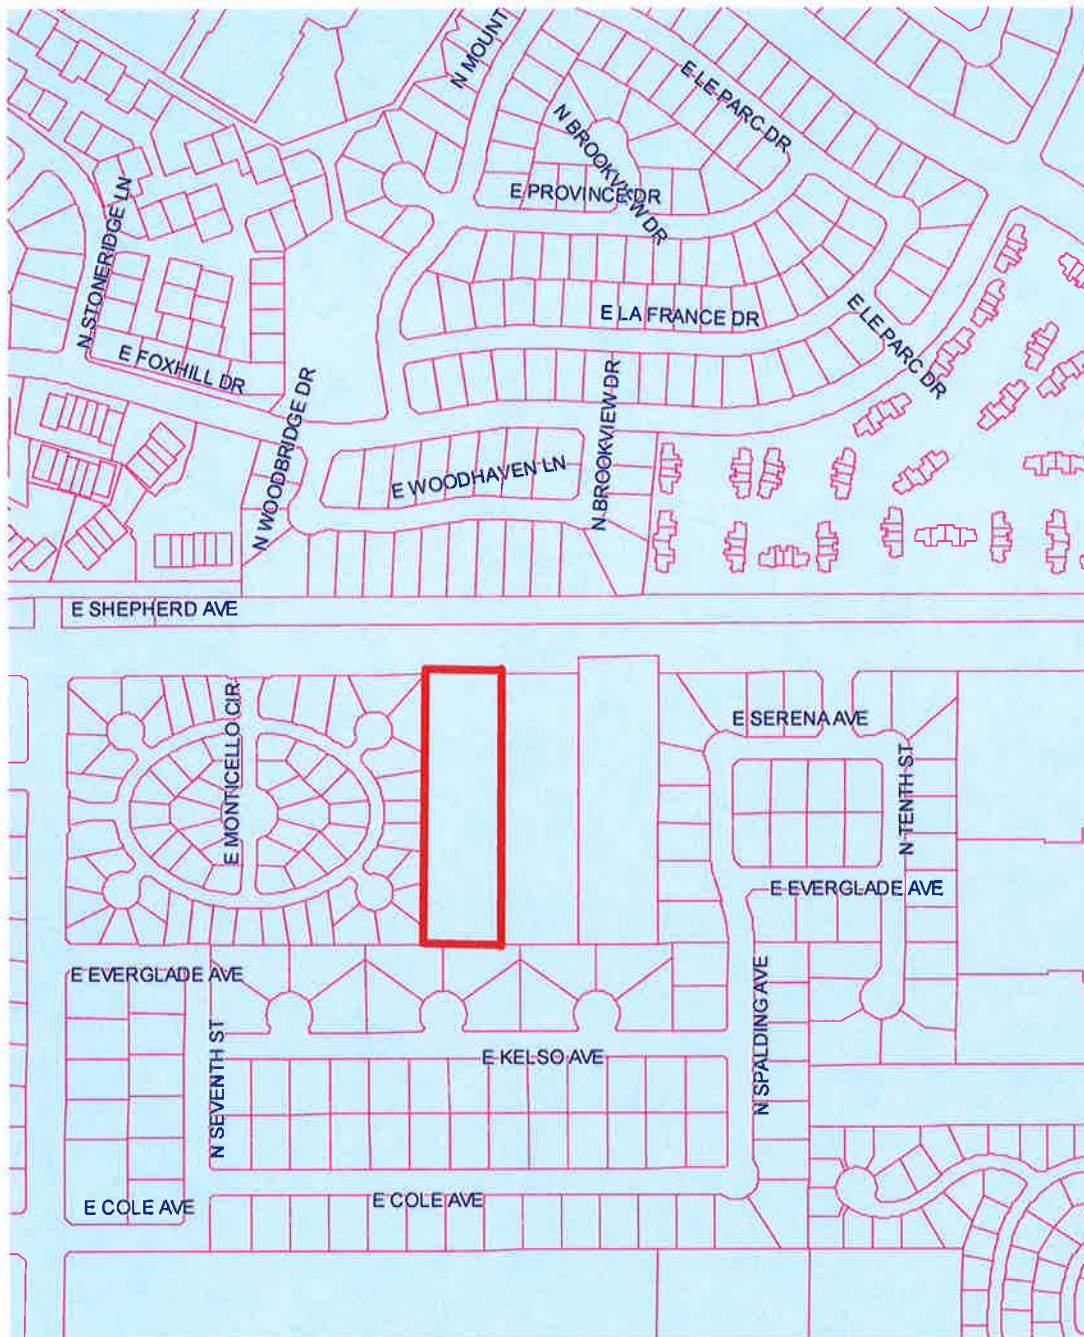 N MOUNT
E LE PARC DR
N BROOKVIEW DR
E PROVINCE DR
N STONERIDGE LN
E LA FRANCE DR
E LE PARC DR
E FOXHILL DR
N WOODBRIDGE DR
N BROOKVIEW DR
E WOODHAVEN LN
E SHEPHERD AVE
E MONTICELLO CIR
E SERENA AVE
N TENTH ST
E EVERGLADE AVE
E EVERGLADE AVE
N SEVENTH ST
N SPALDING AVE
E KELSO AVE
E COLE AVE
E COLE AVE